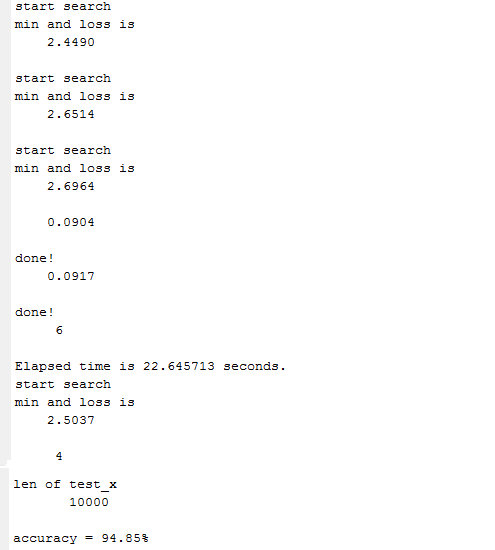 start search
min and loss is
2.4490
start search
min and loss is
2.6514
start search
min and loss is
2.6964
0.0904
done!
0.0917
done!
6
Elapsed time is 22.645713 seconds.
start search
min and loss is
2.5037
4
len of test_x
10000
accuracy = 94.85%